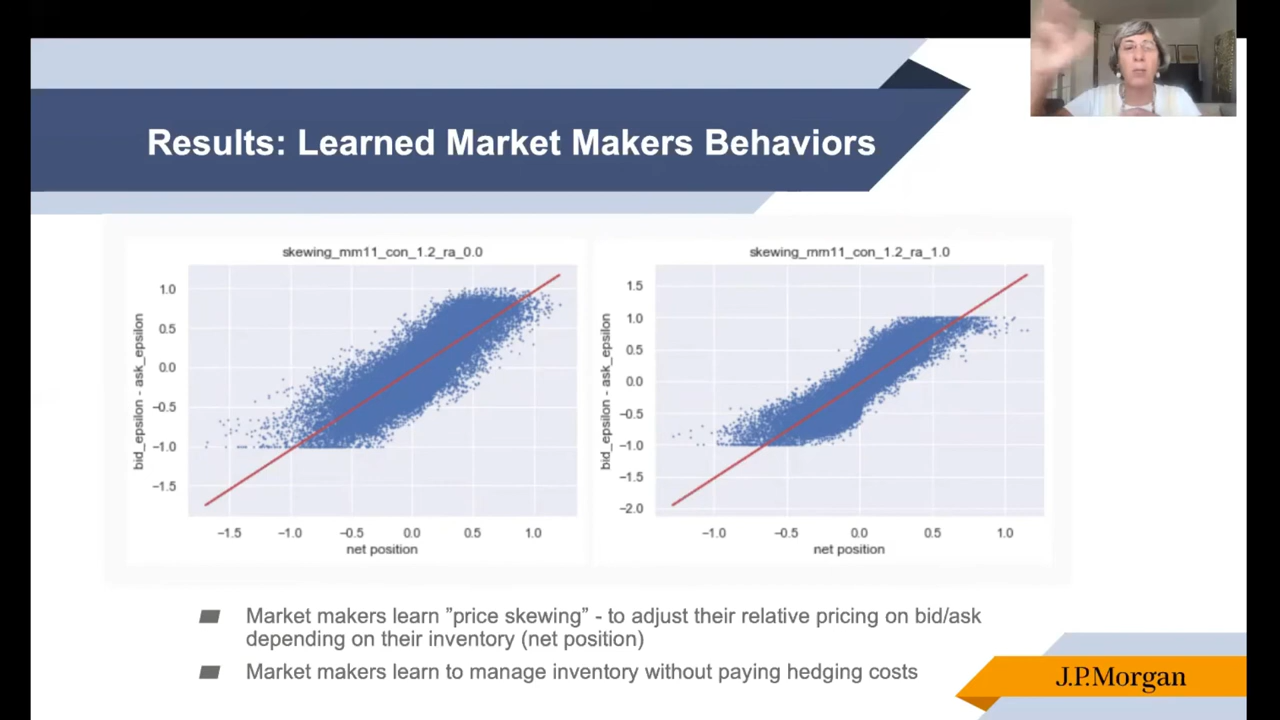 Results: Learned Market Makers Behaviors
skewing_mm11_con_1.2_ra_0.0
1.0
0.5
0.0
−0.5
−1.0
−1.5
bid_epsilon - ask_epsilon
−1.5 −1.0 −0.5 0.0 0.5 1.0
net position
skewing_mm11_con_1.2_ra_1.0
1.5
1.0
0.5
0.0
−0.5
−1.0
−1.5
−2.0
bid_epsilon - ask_epsilon
−1.0 −0.5 0.0 0.5 1.0
net position
Market makers learn ”price skewing” - to adjust their relative pricing on bid/ask
depending on their inventory (net position)
Market makers learn to manage inventory without paying hedging costs
J.P.Morgan